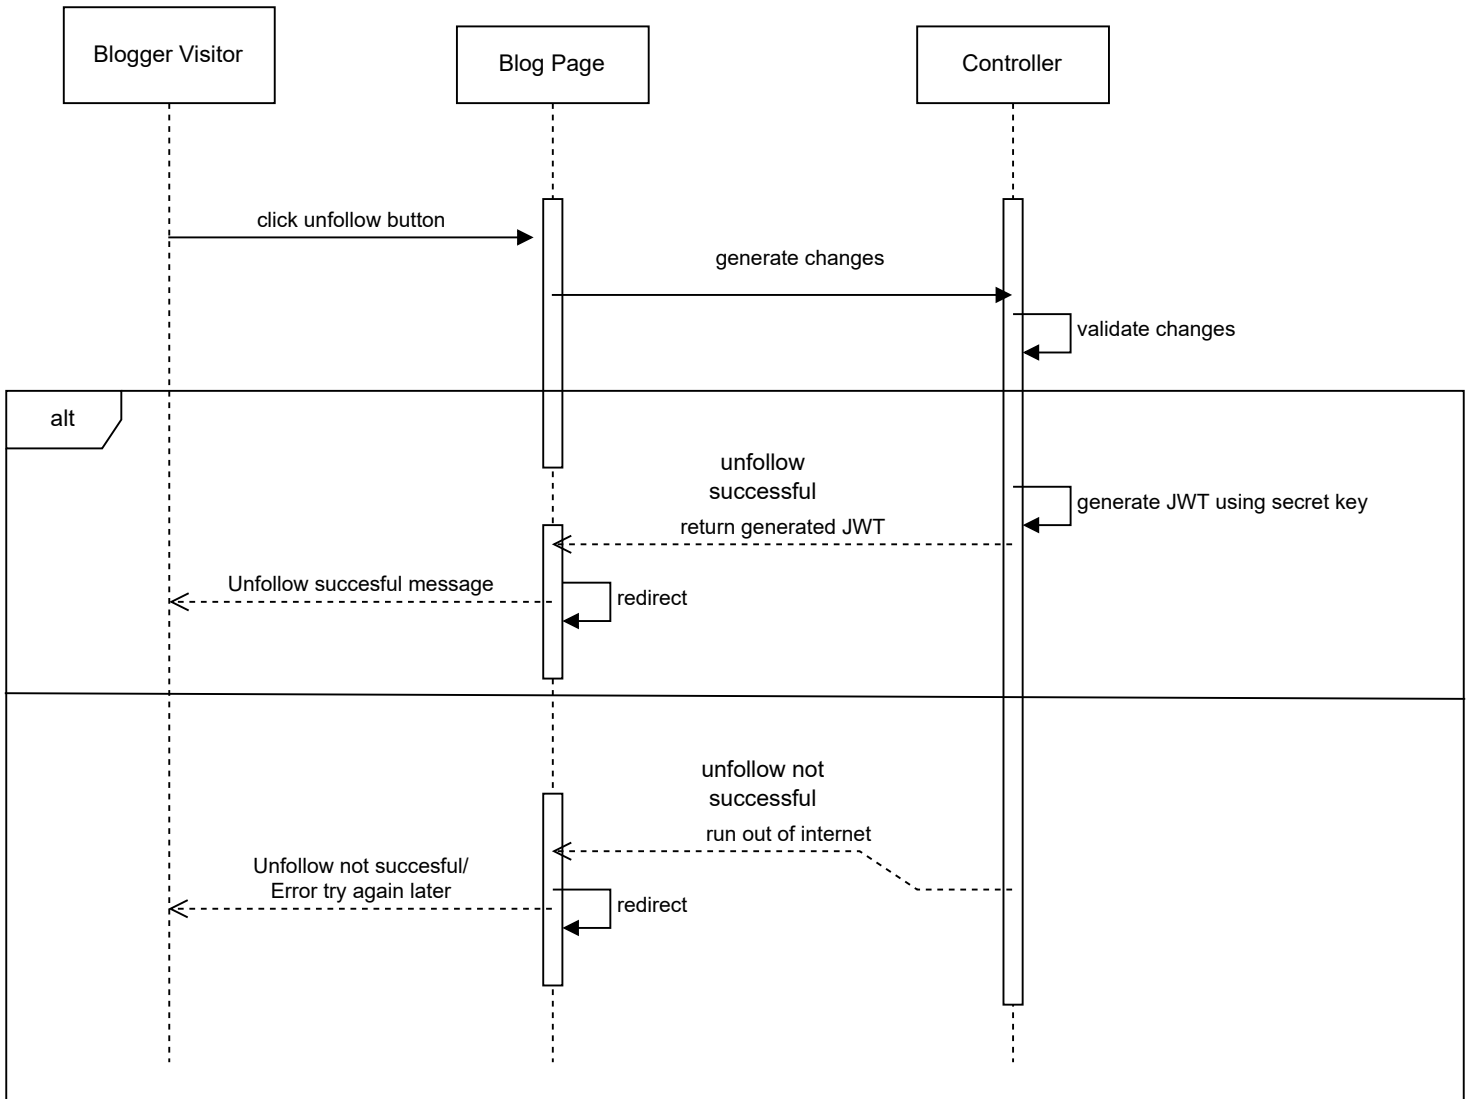 Blogger Visitor
Blog Page
Controller
click unfollow button
generate changes
validate changes
alt
unfollow
successful
generate JWT using secret key
return generated JWT
Unfollow succesful message
redirect
unfollow not
successful
run out of internet
Unfollow not succesful/
Error try again later
redirect